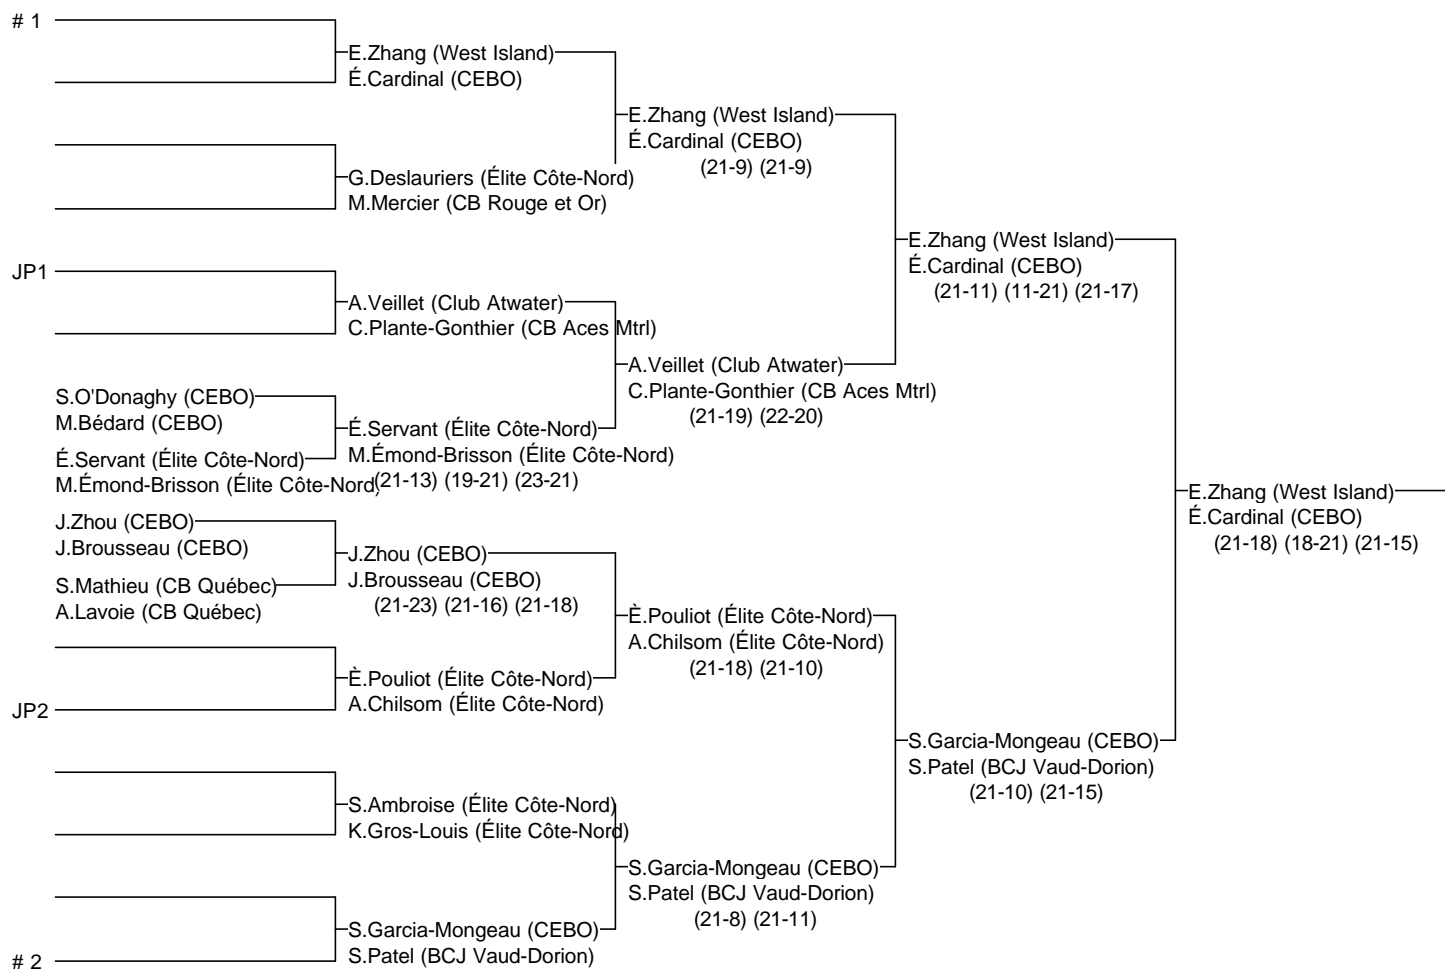 # 1
E.Zhang (West Island)
É.Cardinal (CEBO)
E.Zhang (West Island)
É.Cardinal (CEBO)
(21-9) (21-9)
G.Deslauriers (Élite Côte-Nord)
M.Mercier (CB Rouge et Or)
E.Zhang (West Island)
É.Cardinal (CEBO)
(21-11) (11-21) (21-17)
JP1
A.Veillet (Club Atwater)
C.Plante-Gonthier (CB Aces Mtrl)
A.Veillet (Club Atwater)
C.Plante-Gonthier (CB Aces Mtrl)
(21-19) (22-20)
S.O'Donaghy (CEBO)
M.Bédard (CEBO)
É.Servant (Élite Côte-Nord)
M.Émond-Brisson (Élite Côte-Nord)
(21-13) (19-21) (23-21)
É.Servant (Élite Côte-Nord)
M.Émond-Brisson (Élite Côte-Nord)
E.Zhang (West Island)
É.Cardinal (CEBO)
(21-18) (18-21) (21-15)
J.Zhou (CEBO)
J.Brousseau (CEBO)
J.Zhou (CEBO)
J.Brousseau (CEBO)
(21-23) (21-16) (21-18)
S.Mathieu (CB Québec)
A.Lavoie (CB Québec)
È.Pouliot (Élite Côte-Nord)
A.Chilsom (Élite Côte-Nord)
(21-18) (21-10)
È.Pouliot (Élite Côte-Nord)
A.Chilsom (Élite Côte-Nord)
JP2
S.Garcia-Mongeau (CEBO)
S.Patel (BCJ Vaud-Dorion)
(21-10) (21-15)
S.Ambroise (Élite Côte-Nord)
K.Gros-Louis (Élite Côte-Nord)
S.Garcia-Mongeau (CEBO)
S.Patel (BCJ Vaud-Dorion)
(21-8) (21-11)
S.Garcia-Mongeau (CEBO)
S.Patel (BCJ Vaud-Dorion)
# 2